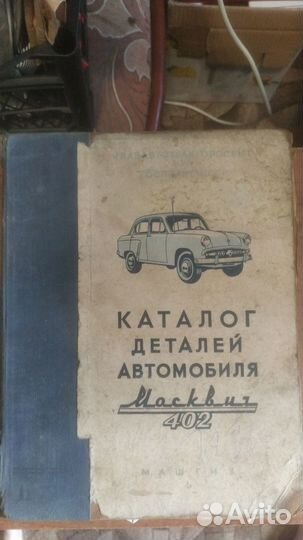 КАТАЛОГ
ДЕТАЛЕЙ
АВТОМОБИЛЯ
Москвич
402
МАШГИЗ
Avito